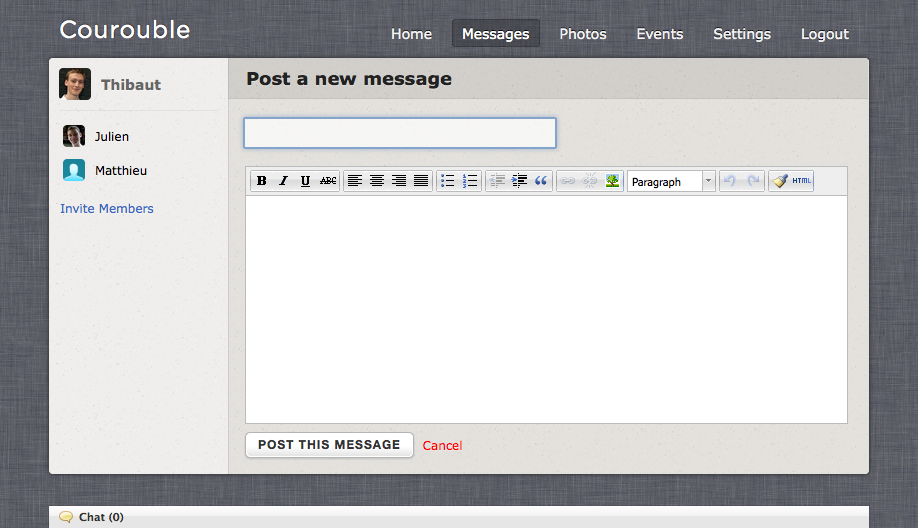 Courouble
Home Messages Photos Events Settings Logout
Thibaut
Julien
Matthieu
Invite Members
Post a new message
B I U ABC Paragraph HTML
POST THIS MESSAGE Cancel
Chat (0)